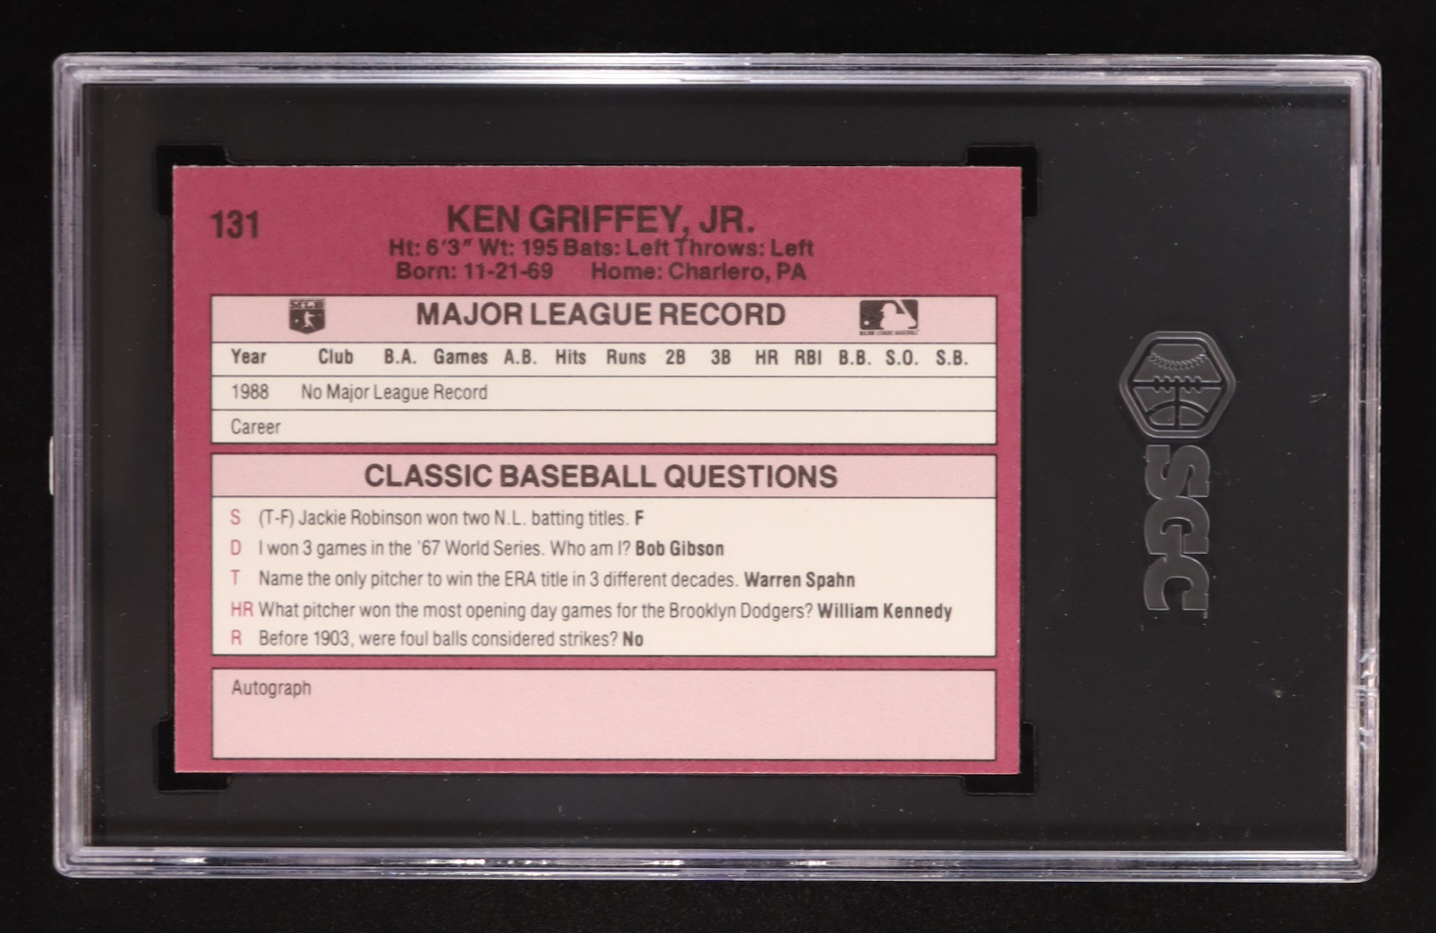 131
KEN GRIFFEY, JR.
Ht: 6'3" Wt: 195 Bats: Left Throws: Left
Born: 11-21-69 Home: Charlero, PA
MLB
MAJOR LEAGUE RECORD
MAJOR LEAGUE BASEBALL
Year Club B.A. Games A.B. Hits Runs 2B 3B HR RBI B.B. S.O. S.B.
1988 No Major League Record
Career
CLASSIC BASEBALL QUESTIONS
S (T-F) Jackie Robinson won two N.L. batting titles. F
D I won 3 games in the '67 World Series. Who am I? Bob Gibson
T Name the only pitcher to win the ERA title in 3 different decades. Warren Spahn
HR What pitcher won the most opening day games for the Brooklyn Dodgers? William Kennedy
R Before 1903, were foul balls considered strikes? No
Autograph
SGC